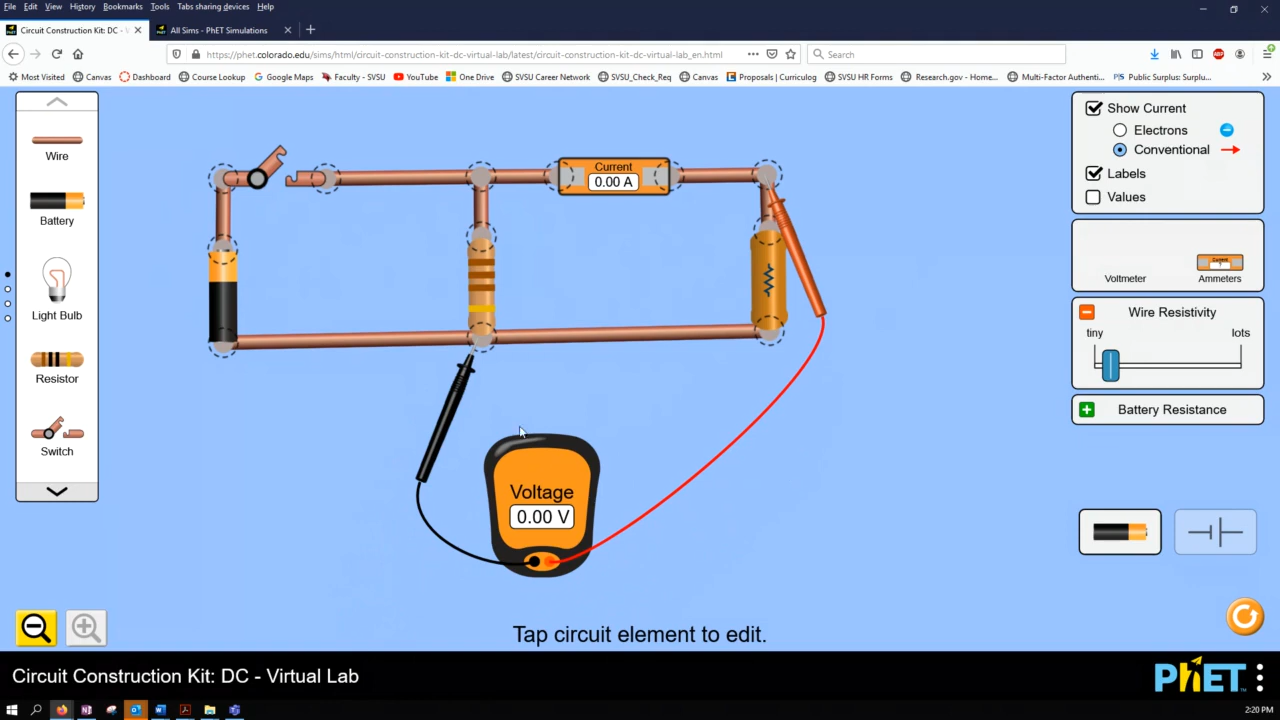 File Edit View History Bookmarks Tools Tabs sharing devices Help
Circuit Construction Kit: DC - V
All Sims - PhET Simulations
https://phet.colorado.edu/sims/html/circuit-construction-kit-dc-virtual-lab/latest/circuit-construction-kit-dc-virtual-lab_en.html
Search
Most Visited Canvas Dashboard Course Lookup Google Maps Faculty - SVSU YouTube One Drive SVSU Career Network SVSU_Check_Req Canvas Proposals | Curriculog SVSU HR Forms Research.gov - Home... Multi-Factor Authenti... Public Surplus: Surplu...
Wire
Battery
Light Bulb
Resistor
Switch
Current
0.00 A
Voltage
0.00 V
Tap circuit element to edit.
Show Current
Electrons
Conventional
Labels
Values
Current
?
Voltmeter Ammeters
Wire Resistivity
tiny lots
Battery Resistance
Circuit Construction Kit: DC - Virtual Lab
PhET
2:20 PM